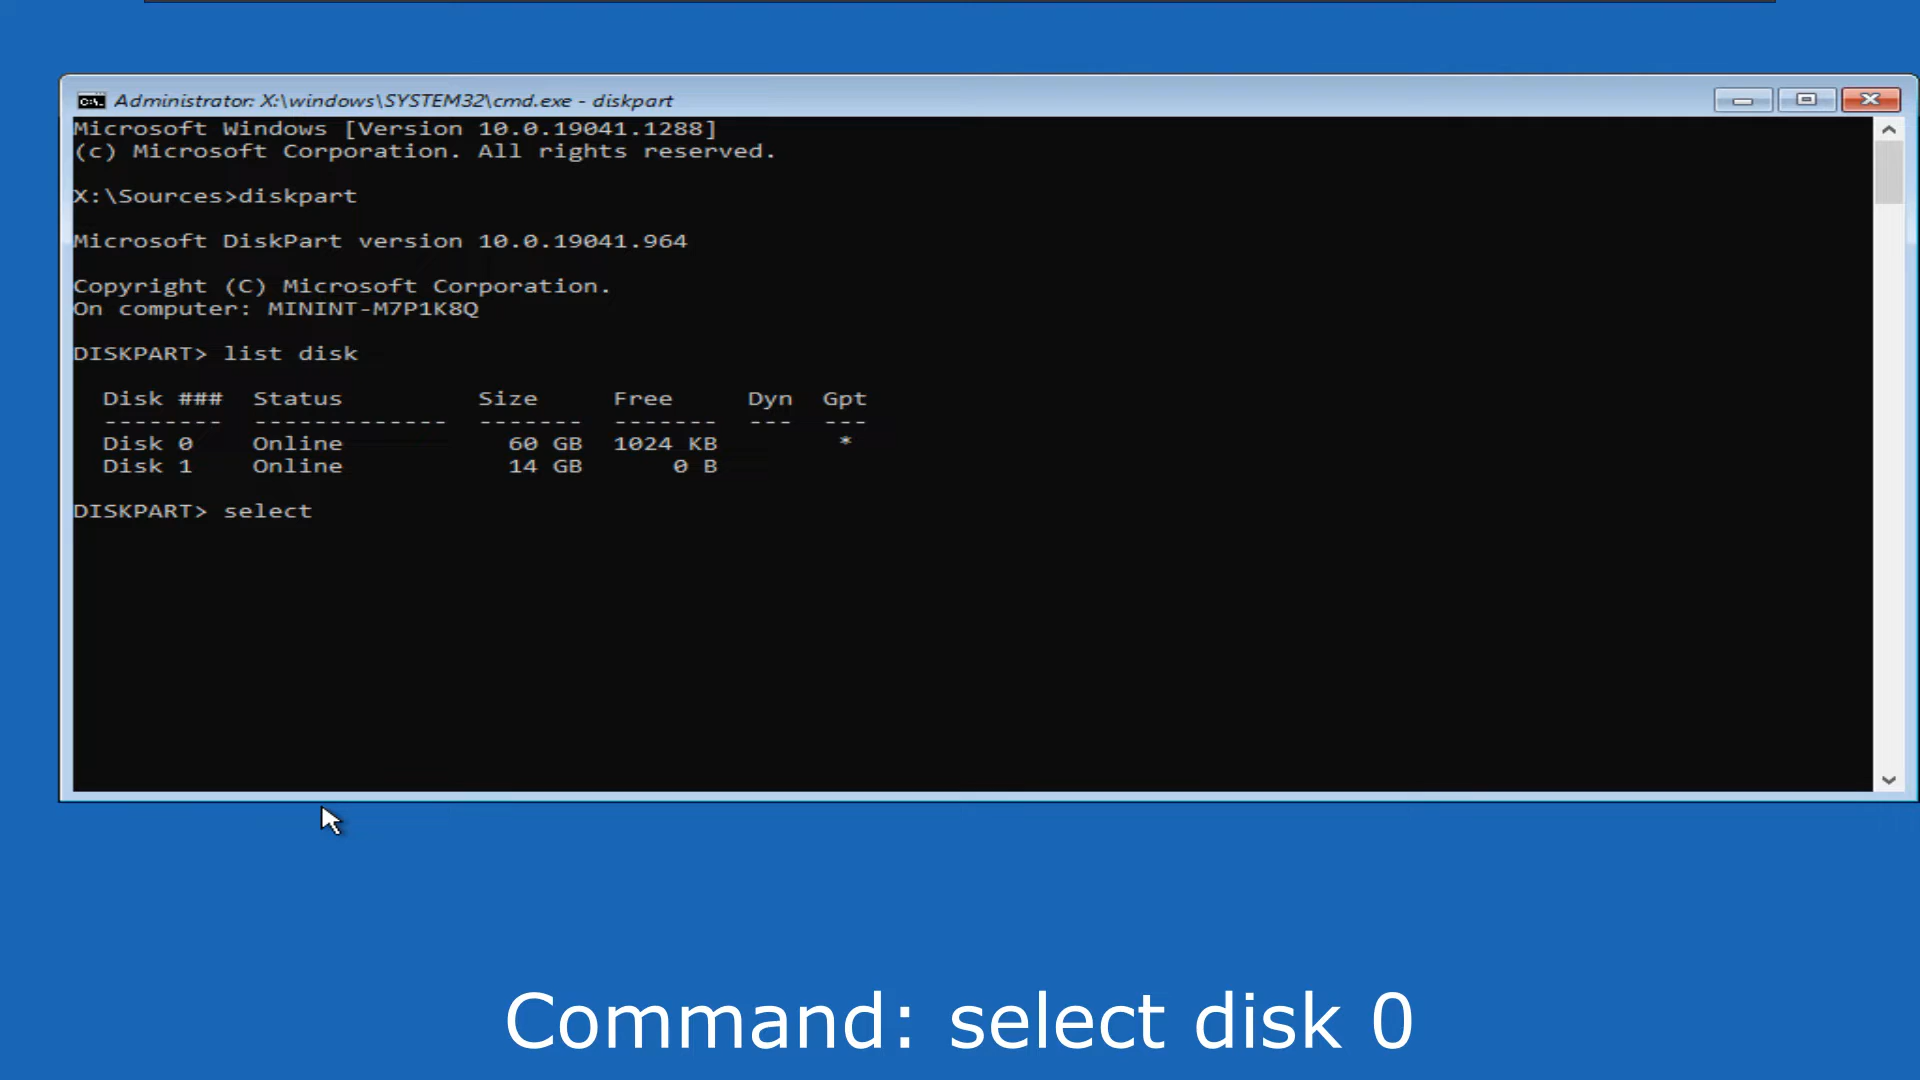 Administrator: X:\windows\SYSTEM32\cmd.exe - diskpart
Microsoft Windows [Version 10.0.19041.1288]
(c) Microsoft Corporation. All rights reserved.
X:\Sources>diskpart
Microsoft DiskPart version 10.0.19041.964
Copyright (C) Microsoft Corporation.
On computer: MININT-M7P1K8Q
DISKPART> list disk
Disk ###  Status         Size     Free     Dyn  Gpt
--------  -------------  -------  -------  ---  ---
Disk 0    Online           60 GB  1024 KB        *
Disk 1    Online           14 GB      0 B
DISKPART> select
Command: select disk 0